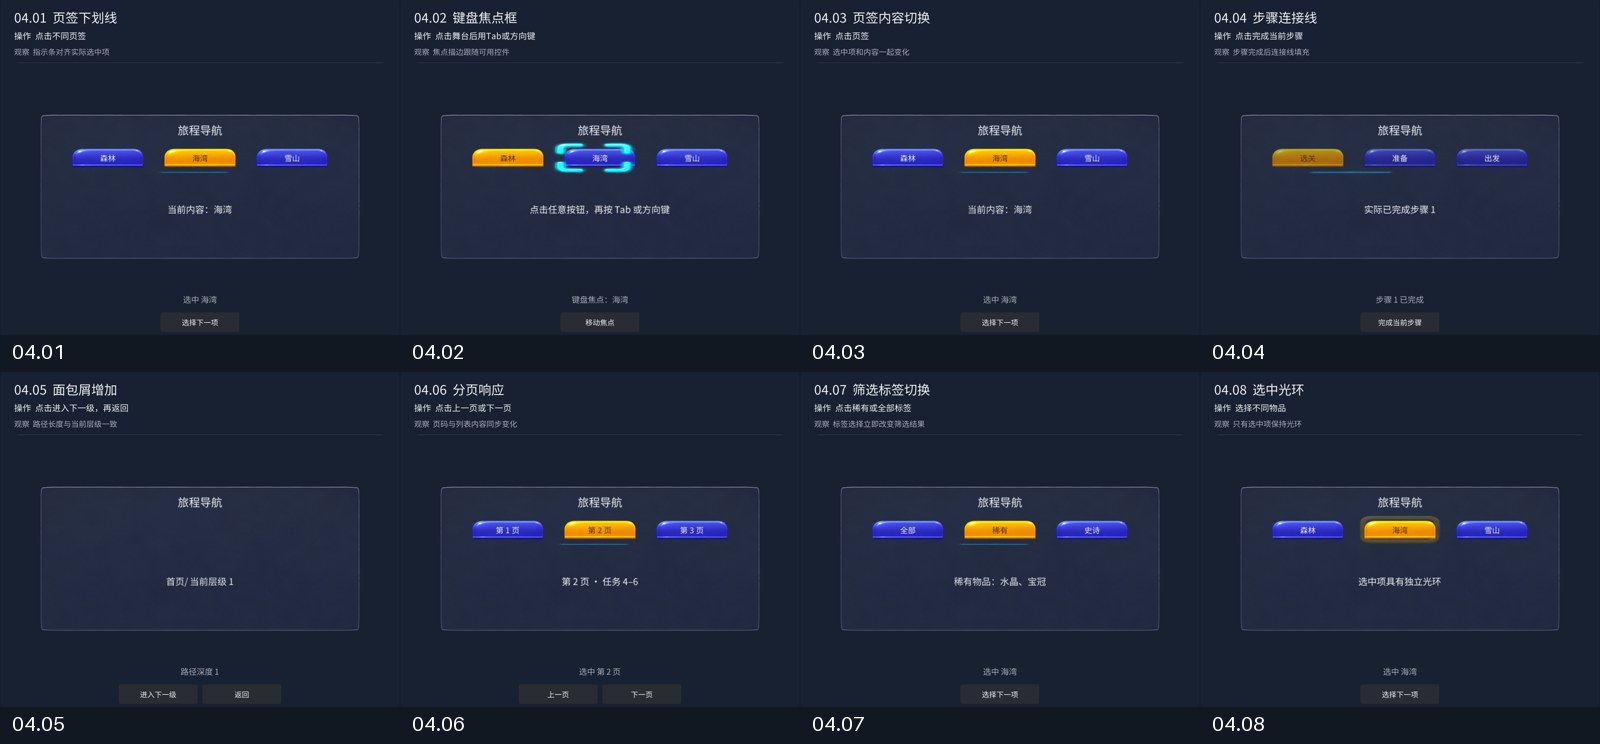 04.01 页签下划线
操作 点击不同页签
观察 指示条对齐实际选中项
旅程导航
森林 海湾 雪山
当前内容：海湾
选中 海湾
选择下一项
04.01
04.02 键盘焦点框
操作 点击舞台后用Tab或方向键
观察 焦点描边跟随可用控件
旅程导航
森林 海湾 雪山
点击任意按钮，再按 Tab 或方向键
键盘焦点：海湾
移动焦点
04.02
04.03 页签内容切换
操作 点击页签
观察 选中项和内容一起变化
旅程导航
森林 海湾 雪山
当前内容：海湾
选中 海湾
选择下一项
04.03
04.04 步骤连接线
操作 点击完成当前步骤
观察 步骤完成后连接线填充
旅程导航
选关 准备 出发
实际已完成步骤 1
步骤 1 已完成
完成当前步骤
04.04
04.05 面包屑增加
操作 点击进入下一级，再返回
观察 路径长度与当前层级一致
旅程导航
首页/ 当前层级 1
路径深度 1
进入下一级 返回
04.05
04.06 分页响应
操作 点击上一页或下一页
观察 页码与列表内容同步变化
旅程导航
第 1 页 第 2 页 第 3 页
第 2 页 · 任务 4–6
选中 第 2 页
上一页 下一页
04.06
04.07 筛选标签切换
操作 点击稀有或全部标签
观察 标签选择立即改变筛选结果
旅程导航
全部 稀有 史诗
稀有物品：水晶、宝冠
选中 海湾
选择下一项
04.07
04.08 选中光环
操作 选择不同物品
观察 只有选中项保持光环
旅程导航
森林 海湾 雪山
选中项具有独立光环
选中 海湾
选择下一项
04.08